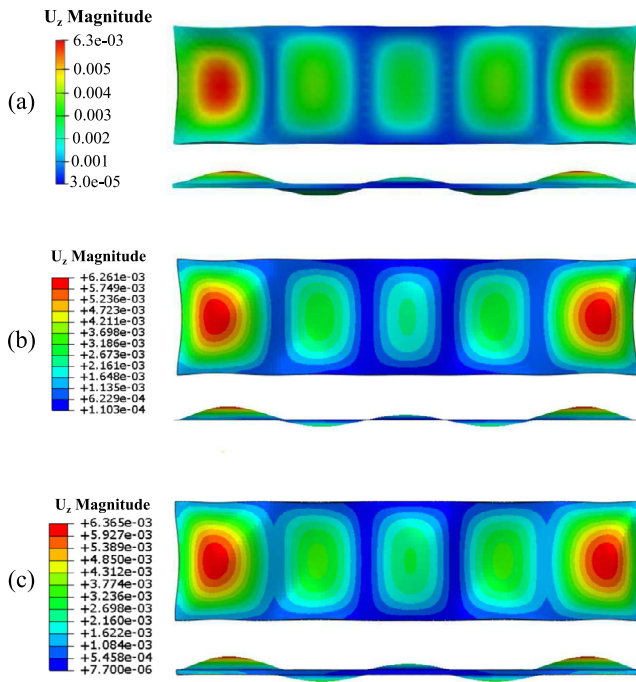 U_z Magnitude
6.3e-03
0.005
0.004
0.003
0.002
0.001
3.0e-05
(a)
U_z Magnitude
+6.261e-03
+5.749e-03
+5.236e-03
+4.723e-03
+4.211e-03
+3.698e-03
+3.186e-03
+2.673e-03
+2.161e-03
+1.648e-03
+1.135e-03
+6.229e-04
+1.103e-04
(b)
U_z Magnitude
+6.365e-03
+5.927e-03
+5.389e-03
+4.850e-03
+4.312e-03
+3.774e-03
+3.236e-03
+2.698e-03
+2.160e-03
+1.622e-03
+1.084e-03
+5.458e-04
+7.700e-06
(c)